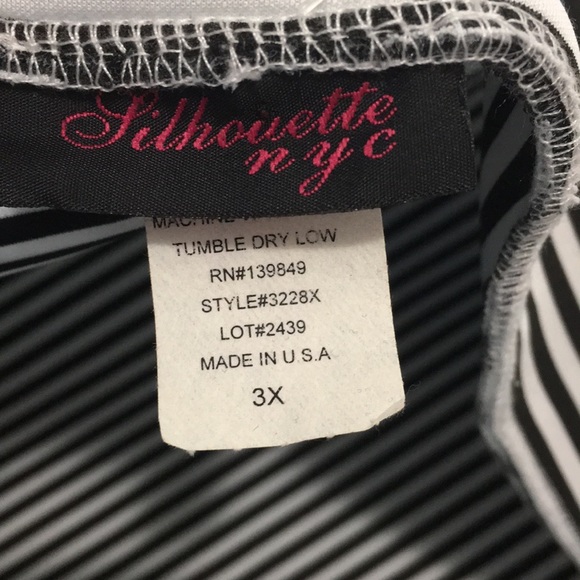 Silhouette
nyc
TUMBLE DRY LOW
RN#139849
STYLE#3228X
LOT#2439
MADE IN U.S.A
3X